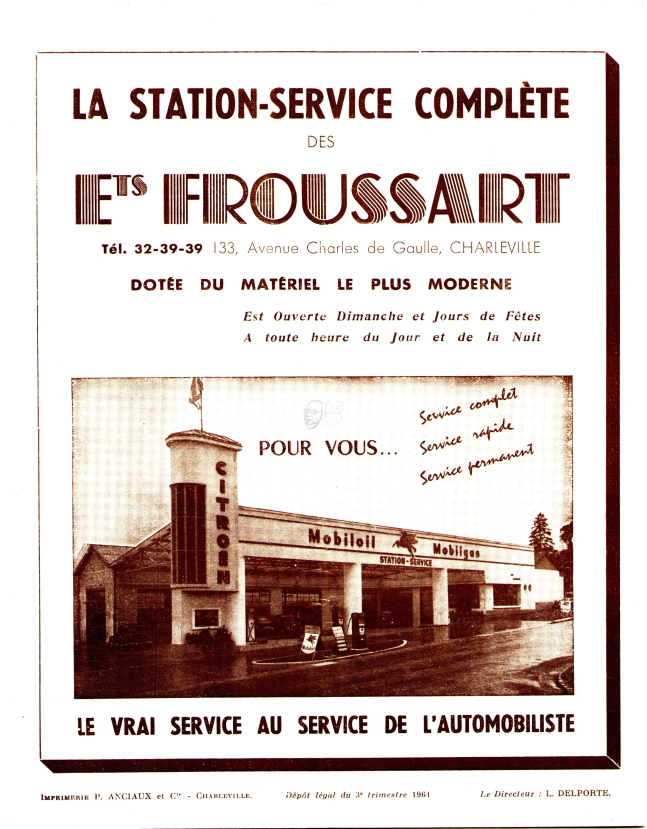 LA STATION-SERVICE COMPLÈTE
DES
ETS FROUSSART
Tél. 32-39-39 133, Avenue Charles de Gaulle, CHARLEVILLE
DOTÉE DU MATÉRIEL LE PLUS MODERNE
Est Ouverte Dimanche et Jours de Fêtes
A toute heure du Jour et de la Nuit
POUR VOUS...
Service complet
Service rapide
Service permanent
CITROEN
Mobiloil Mobilgas
STATION-SERVICE
LE VRAI SERVICE AU SERVICE DE L'AUTOMOBILISTE
IMPRIMERIE P. ANCIAUX et Cie - CHARLEVILLE. Dépôt légal du 3e trimestre 1961 Le Directeur : L. DELPORTE.